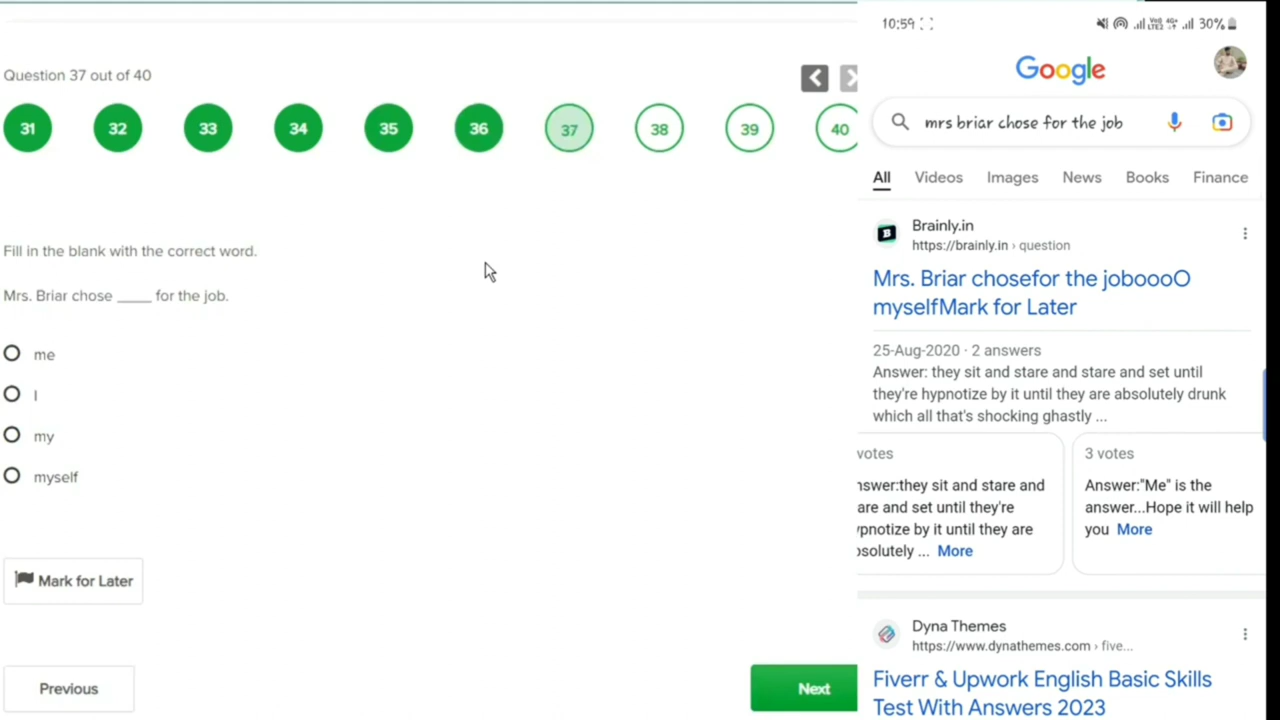 Question 37 out of 40
31 32 33 34 35 36 37 38 39 40
Fill in the blank with the correct word.
Mrs. Briar chose _____ for the job.
me
I
my
myself
Mark for Later
Previous
Next
10:59
30%
Google
mrs briar chose for the job
All Videos Images News Books Finance
Brainly.in
https://brainly.in › question
Mrs. Briar chosefor the joboooO
myselfMark for Later
25-Aug-2020 · 2 answers
Answer: they sit and stare and stare and set until
they're hypnotize by it until they are absolutely drunk
which all that's shocking ghastly ...
votes
nswer:they sit and stare and
are and set until they're
ypnotize by it until they are
osolutely ... More
3 votes
Answer:"Me" is the
answer...Hope it will help
you More
Dyna Themes
https://www.dynathemes.com › five...
Fiverr & Upwork English Basic Skills
Test With Answers 2023